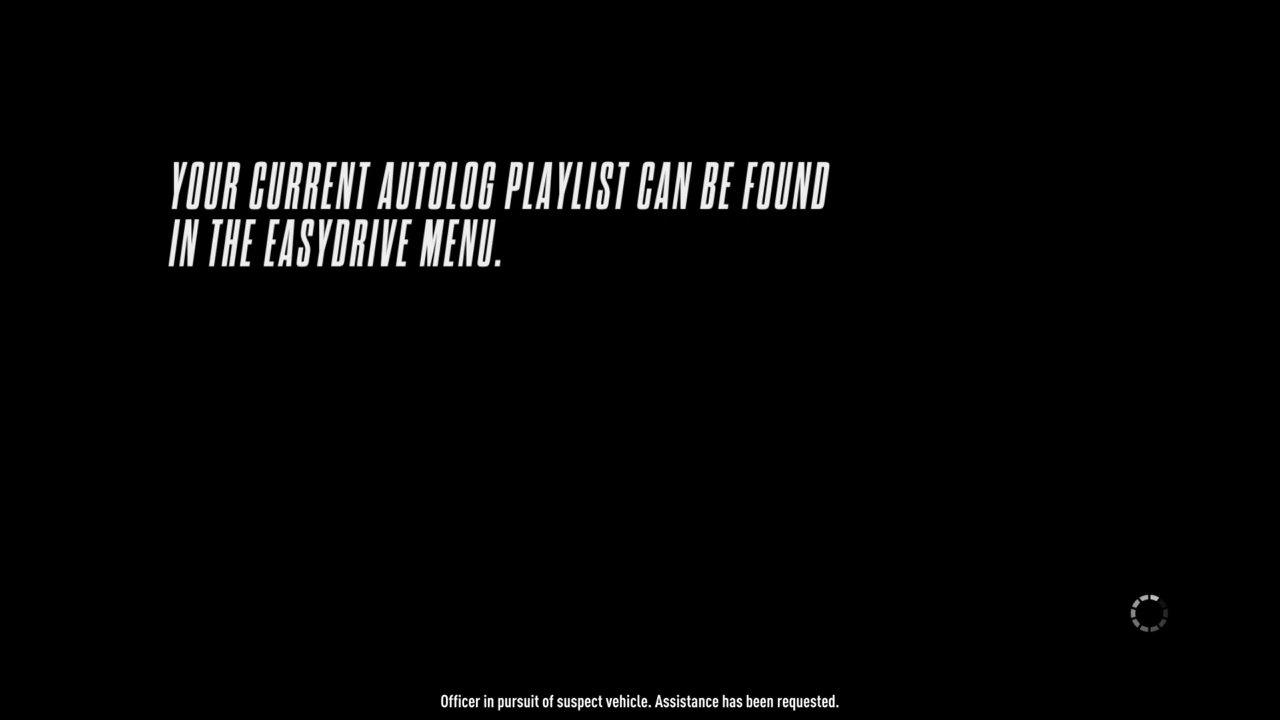 YOUR CURRENT AUTOLOG PLAYLIST CAN BE FOUND
IN THE EASYDRIVE MENU.
Officer in pursuit of suspect vehicle. Assistance has been requested.